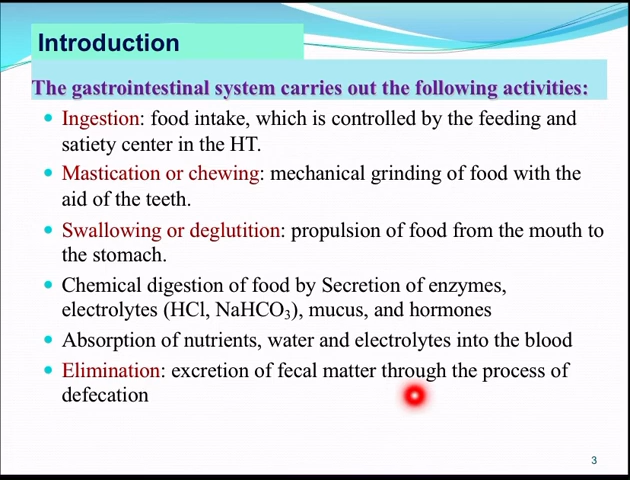 Introduction
The gastrointestinal system carries out the following activities:
• Ingestion: food intake, which is controlled by the feeding and
satiety center in the HT.
• Mastication or chewing: mechanical grinding of food with the
aid of the teeth.
• Swallowing or deglutition: propulsion of food from the mouth to
the stomach.
• Chemical digestion of food by Secretion of enzymes,
electrolytes (HCl, NaHCO₃), mucus, and hormones
• Absorption of nutrients, water and electrolytes into the blood
• Elimination: excretion of fecal matter through the process of
defecation
3